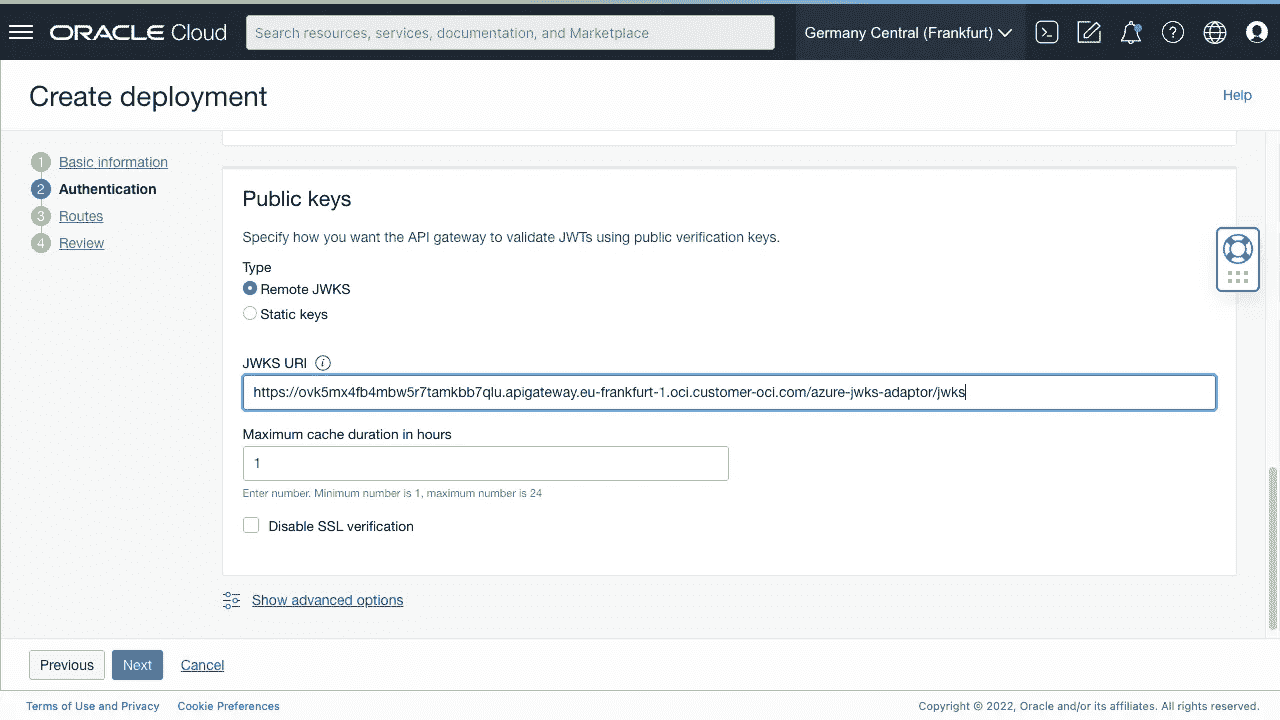 ORACLE Cloud
Search resources, services, documentation, and Marketplace
Germany Central (Frankfurt)
Create deployment
Help
1 Basic information
2 Authentication
3 Routes
4 Review
Public keys
Specify how you want the API gateway to validate JWTs using public verification keys.
Type
Remote JWKS
Static keys
JWKS URI
https://ovk5mx4fb4mbw5r7tamkbb7qlu.apigateway.eu-frankfurt-1.oci.customer-oci.com/azure-jwks-adaptor/jwks
Maximum cache duration in hours
1
Enter number. Minimum number is 1, maximum number is 24
Disable SSL verification
Show advanced options
Previous Next Cancel
Terms of Use and Privacy Cookie Preferences
Copyright © 2022, Oracle and/or its affiliates. All rights reserved.